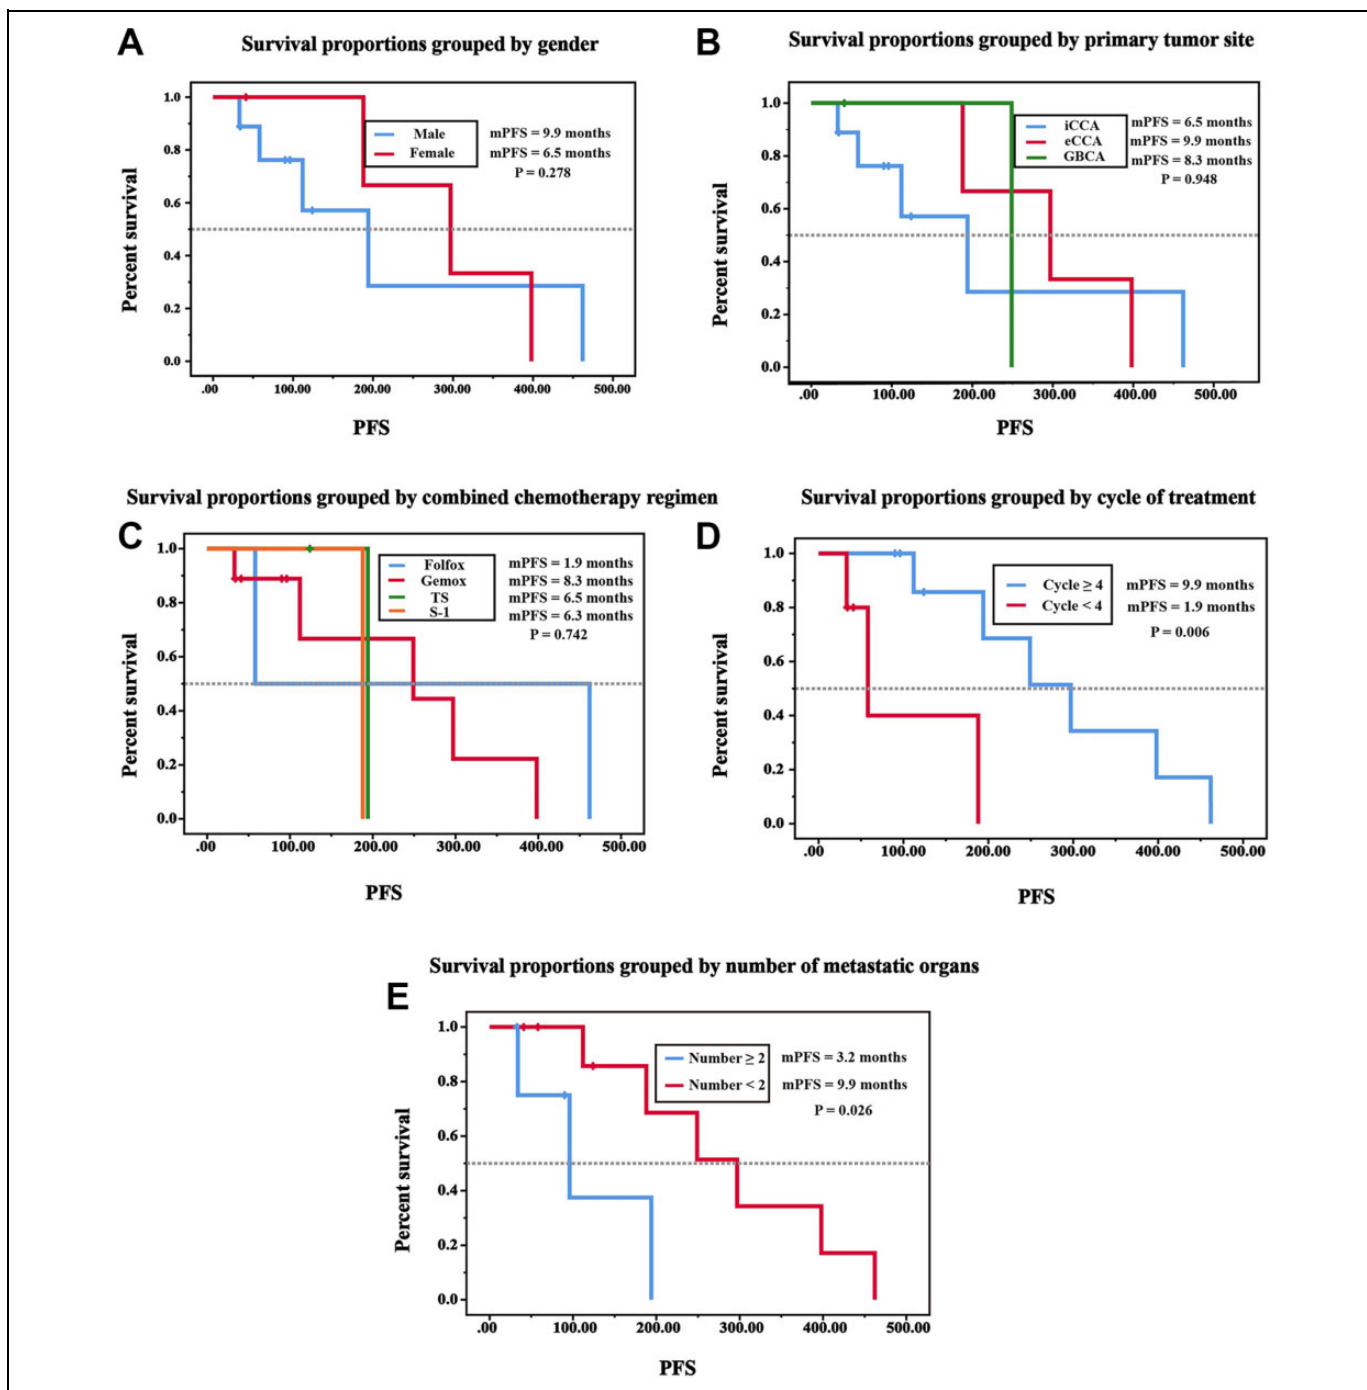 A
Survival proportions grouped by gender
Percent survival
1.0
0.8
0.6
0.4
0.2
0.0
Male mPFS = 9.9 months
Female mPFS = 6.5 months
P = 0.278
.00 100.00 200.00 300.00 400.00 500.00
PFS
B
Survival proportions grouped by primary tumor site
Percent survival
1.0
0.8
0.6
0.4
0.2
0.0
iCCA mPFS = 6.5 months
eCCA mPFS = 9.9 months
GBCA mPFS = 8.3 months
P = 0.948
.00 100.00 200.00 300.00 400.00 500.00
PFS
Survival proportions grouped by combined chemotherapy regimen
C
Percent survival
1.0
0.8
0.6
0.4
0.2
0.0
Folfox mPFS = 1.9 months
Gemox mPFS = 8.3 months
TS mPFS = 6.5 months
S-1 mPFS = 6.3 months
P = 0.742
.00 100.00 200.00 300.00 400.00 500.00
PFS
Survival proportions grouped by cycle of treatment
D
Percent survival
1.0
0.8
0.6
0.4
0.2
0.0
Cycle ≥ 4 mPFS = 9.9 months
Cycle < 4 mPFS = 1.9 months
P = 0.006
.00 100.00 200.00 300.00 400.00 500.00
PFS
Survival proportions grouped by number of metastatic organs
E
Percent survival
1.0
0.8
0.6
0.4
0.2
0.0
Number ≥ 2 mPFS = 3.2 months
Number < 2 mPFS = 9.9 months
P = 0.026
.00 100.00 200.00 300.00 400.00 500.00
PFS